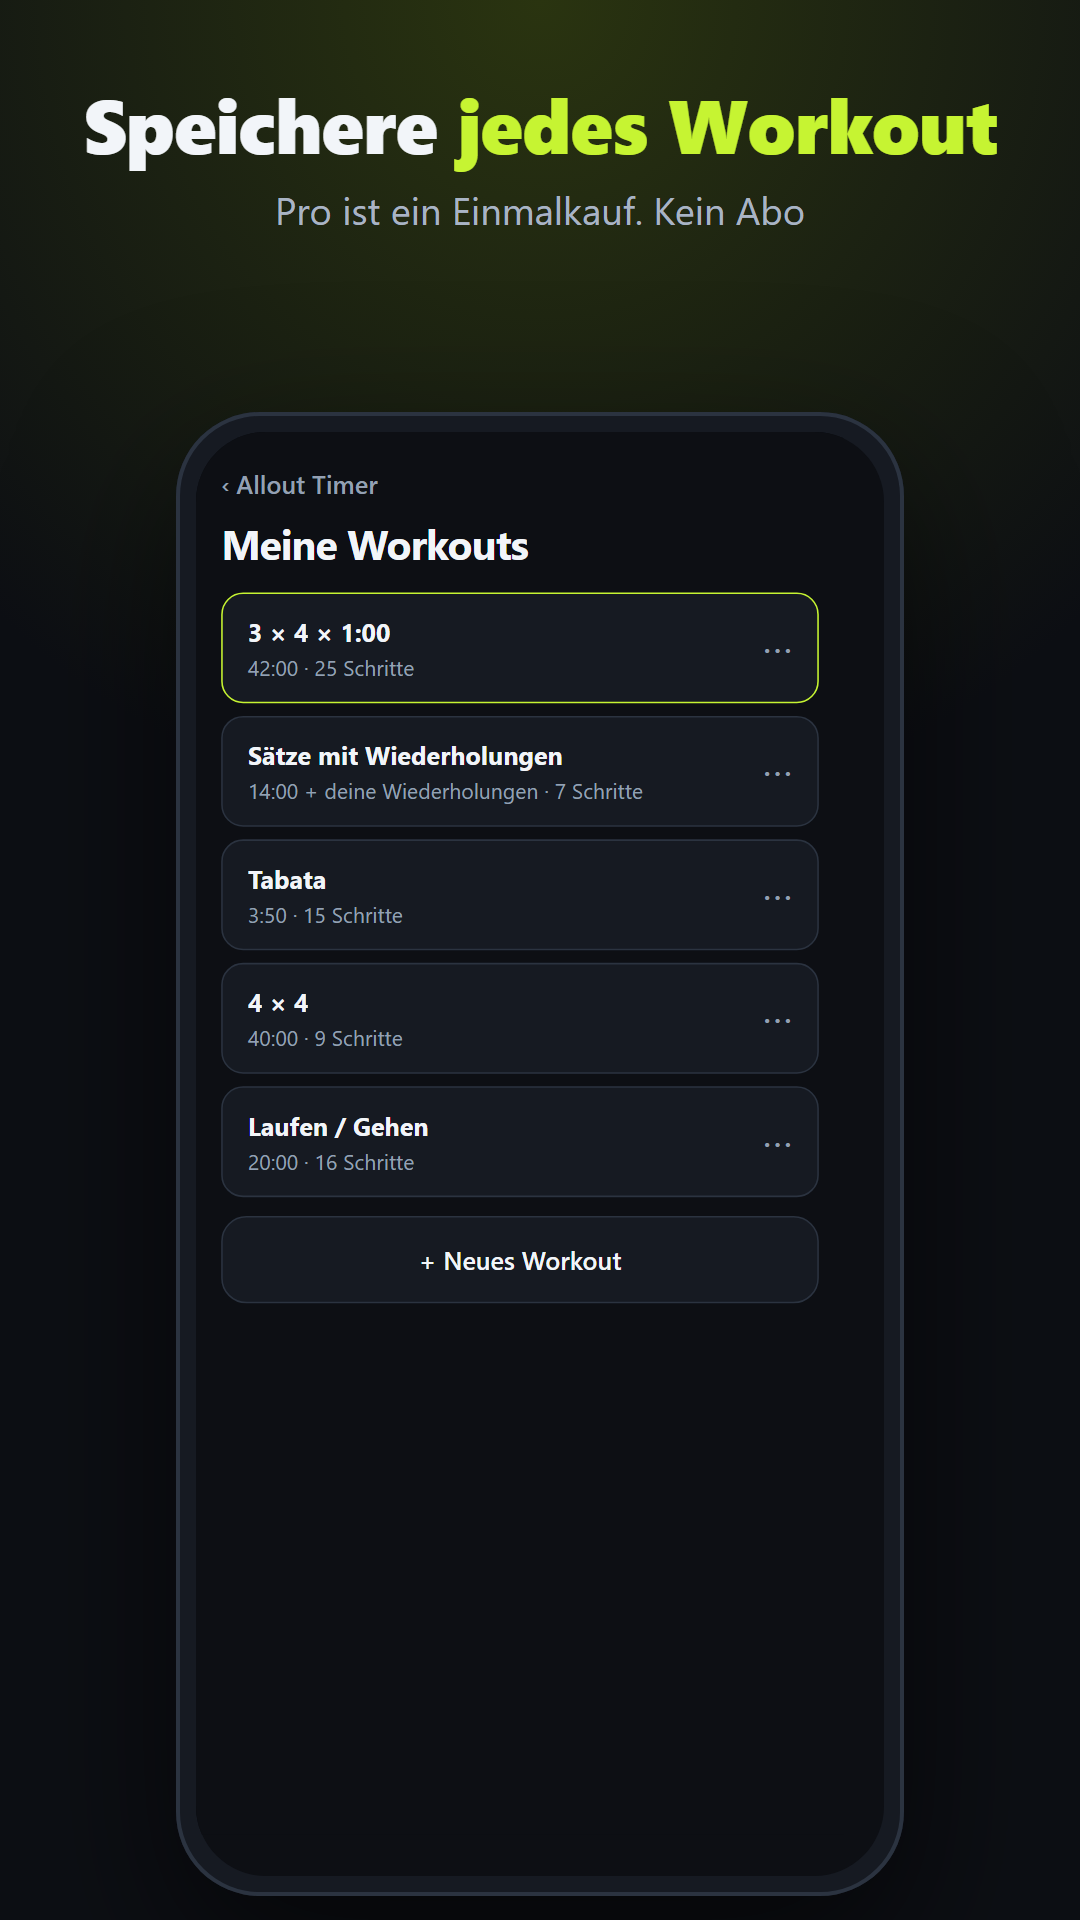 Speichere jedes Workout
Pro ist ein Einmalkauf. Kein Abo
‹ Allout Timer
Meine Workouts
3 × 4 × 1:00
42:00 · 25 Schritte
...
Sätze mit Wiederholungen
14:00 + deine Wiederholungen · 7 Schritte
...
Tabata
3:50 · 15 Schritte
...
4 × 4
40:00 · 9 Schritte
...
Laufen / Gehen
20:00 · 16 Schritte
...
+ Neues Workout